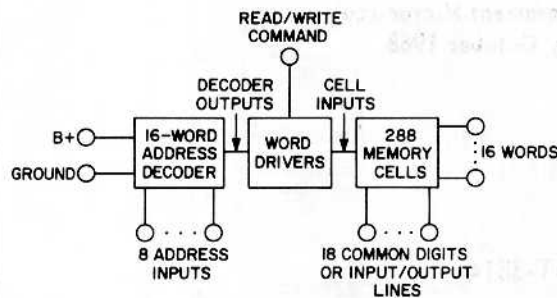 READ/WRITE
COMMAND
DECODER
OUTPUTS
CELL
INPUTS
B+
GROUND
16-WORD
ADDRESS
DECODER
WORD
DRIVERS
288
MEMORY
CELLS
16 WORDS
8 ADDRESS
INPUTS
18 COMMON DIGITS
OR INPUT/OUTPUT
LINES